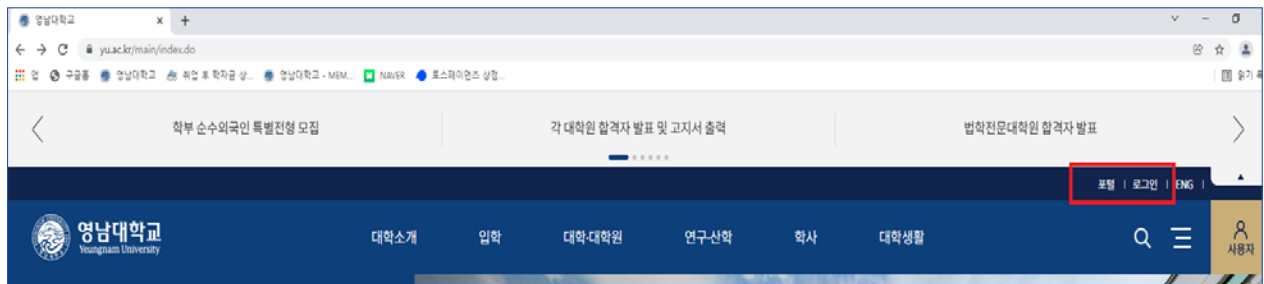 영남대학교
yu.ac.kr/main/index.do
앱 구글홈 영남대학교 취업 후 학자금 상... 영남대학교 - MEM... NAVER 토스페이먼츠 상점... 읽기
학부 순수외국인 특별전형 모집 각 대학원 합격자 발표 및 고지서 출력 법학전문대학원 합격자 발표
포털 | 로그인 | ENG |
영남대학교 대학소개 입학 대학·대학원 연구·산학 학사 대학생활
Yeungnam University
사용자